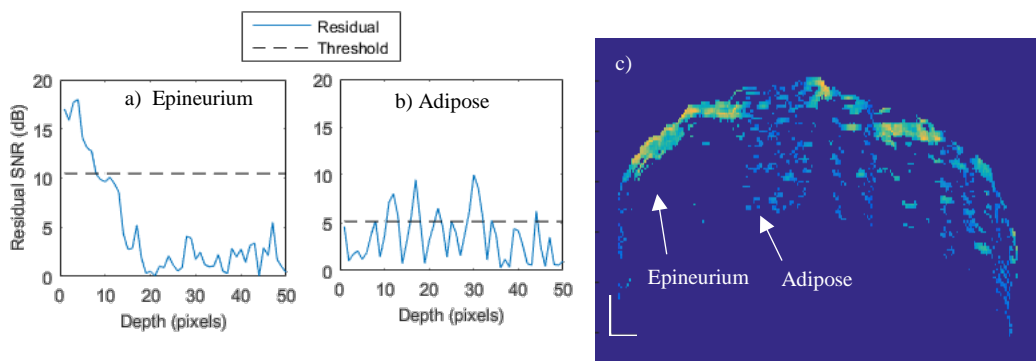 Residual
Threshold
Residual SNR (dB)
20
15
10
5
0
a) Epineurium
0 10 20 30 40 50
Depth (pixels)
20
15
10
5
0
b) Adipose
0 10 20 30 40 50
Depth (pixels)
c)
Epineurium
Adipose